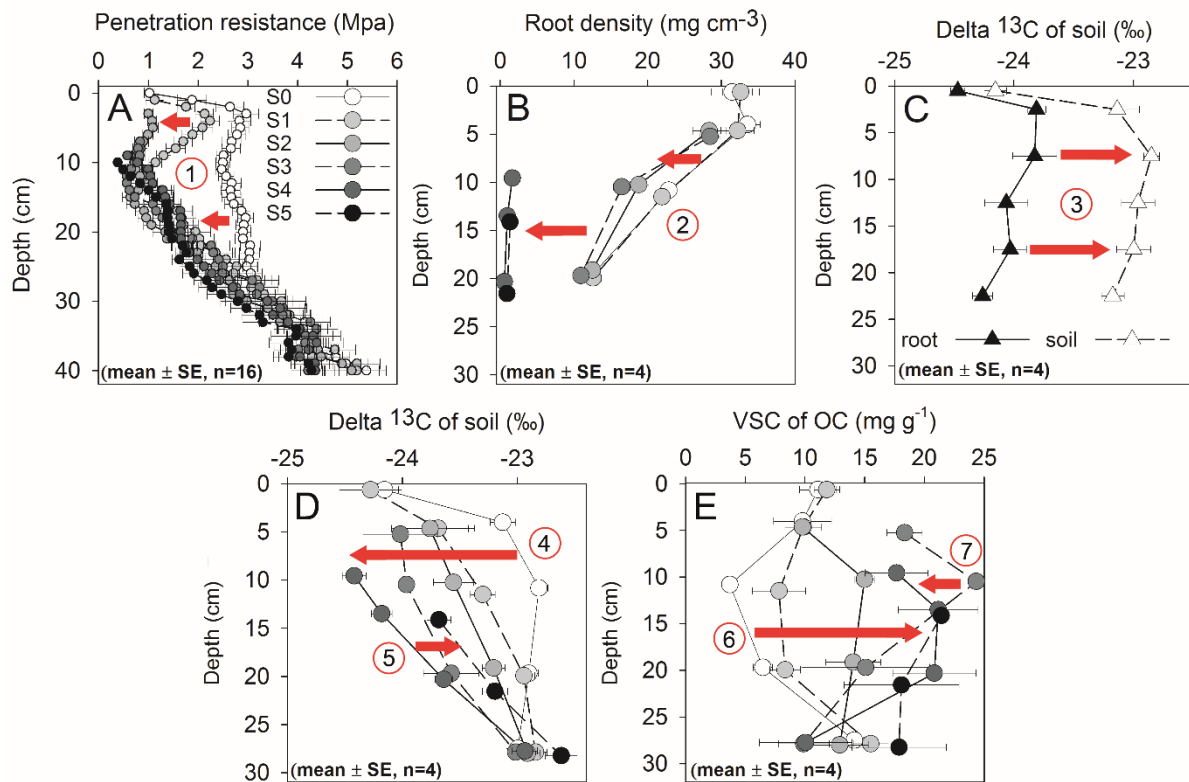 Penetration resistance (Mpa)
0 1 2 3 4 5 6
0
10
20
30
40
Depth (cm)
A
S0
S1
S2
S3
S4
S5
1
(mean ± SE, n=16)
Root density (mg cm-3)
0 10 20 30 40
0
5
10
15
20
25
30
Depth (cm)
B
2
(mean ± SE, n=4)
Delta 13C of soil (‰)
-25 -24 -23
0
5
10
15
20
25
30
Depth (cm)
C
3
root soil
(mean ± SE, n=4)
Delta 13C of soil (‰)
-25 -24 -23
0
5
10
15
20
25
30
Depth (cm)
D
4
5
(mean ± SE, n=4)
VSC of OC (mg g-1)
0 5 10 15 20 25
0
5
10
15
20
25
30
Depth (cm)
E
7
6
(mean ± SE, n=4)